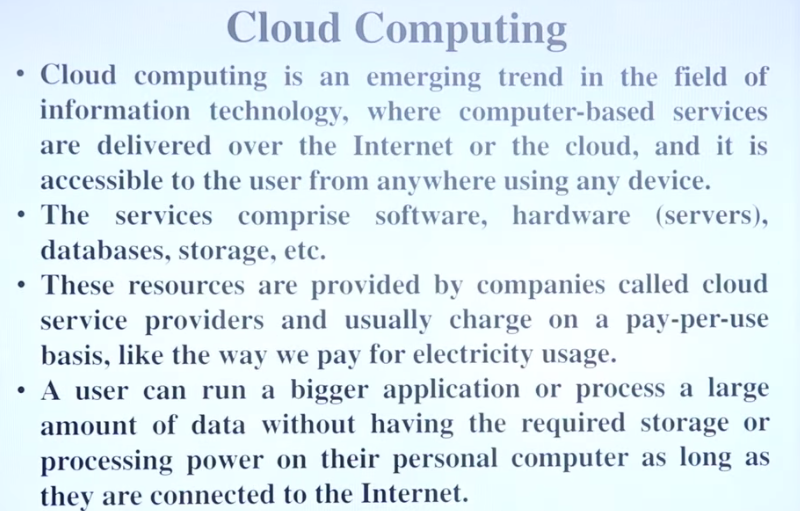 Cloud Computing
• Cloud computing is an emerging trend in the field of
information technology, where computer-based services
are delivered over the Internet or the cloud, and it is
accessible to the user from anywhere using any device.
• The services comprise software, hardware (servers),
databases, storage, etc.
• These resources are provided by companies called cloud
service providers and usually charge on a pay-per-use
basis, like the way we pay for electricity usage.
• A user can run a bigger application or process a large
amount of data without having the required storage or
processing power on their personal computer as long as
they are connected to the Internet.